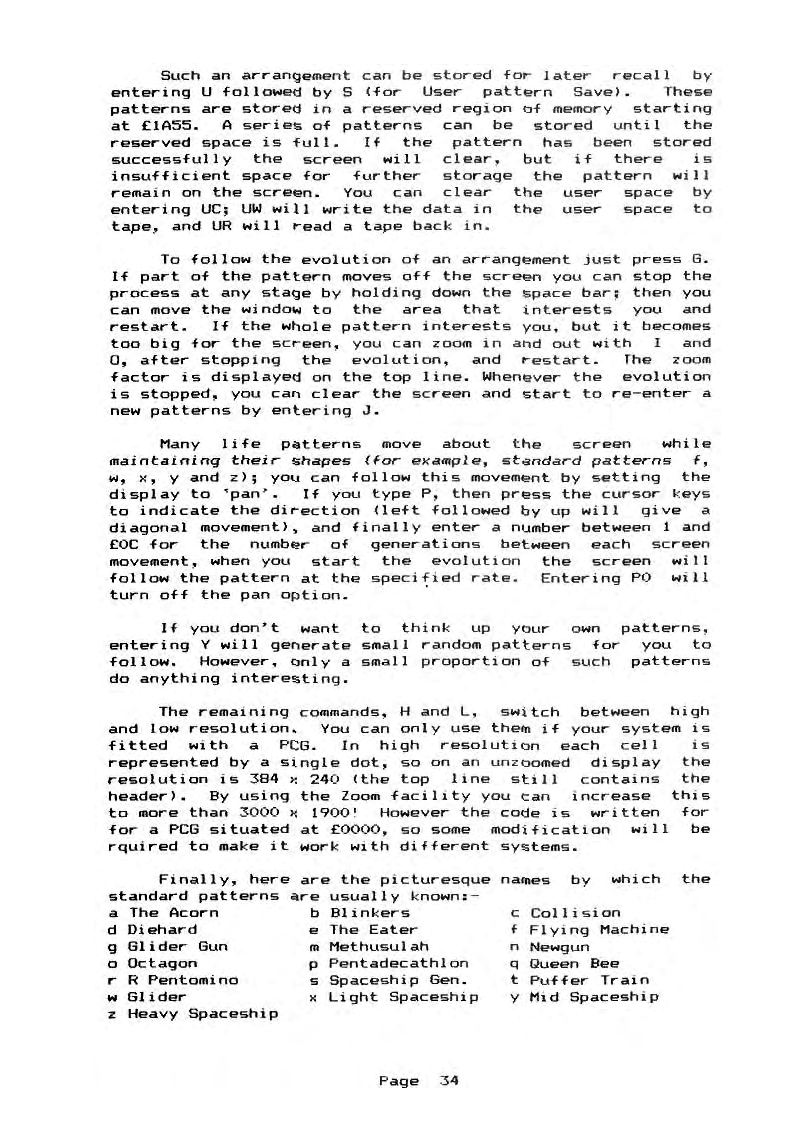 Such an arrangement can be stored for later recall by
entering U followed by S (for User pattern Save). These
patterns are stored in a reserved region of memory starting
at £1A55. A series of patterns can be stored until the
reserved space is full. If the pattern has been stored
successfully the screen will clear, but if there is
insufficient space for further storage the pattern will
remain on the screen. You can clear the user space by
entering UC; UW will write the data in the user space to
tape, and UR will read a tape back in.
To follow the evolution of an arrangement just press G.
If part of the pattern moves off the screen you can stop the
process at any stage by holding down the space bar; then you
can move the window to the area that interests you and
restart. If the whole pattern interests you, but it becomes
too big for the screen, you can zoom in and out with I and
O, after stopping the evolution, and restart. The zoom
factor is displayed on the top line. Whenever the evolution
is stopped, you can clear the screen and start to re-enter a
new patterns by entering J.
Many life patterns move about the screen while
maintaining their shapes (for example, standard patterns f,
w, x, y and z); you can follow this movement by setting the
display to 'pan'. If you type P, then press the cursor keys
to indicate the direction (left followed by up will give a
diagonal movement), and finally enter a number between 1 and
£0C for the number of generations between each screen
movement, when you start the evolution the screen will
follow the pattern at the specified rate. Entering P0 will
turn off the pan option.
If you don't want to think up your own patterns,
entering Y will generate small random patterns for you to
follow. However, only a small proportion of such patterns
do anything interesting.
The remaining commands, H and L, switch between high
and low resolution. You can only use them if your system is
fitted with a PCG. In high resolution each cell is
represented by a single dot, so on an unzoomed display the
resolution is 384 x 240 (the top line still contains the
header). By using the Zoom facility you can increase this
to more than 3000 x 1900! However the code is written for
for a PCG situated at £0000, so some modification will be
rquired to make it work with different systems.
Finally, here are the picturesque names by which the
standard patterns are usually known:-
a The Acorn b Blinkers c Collision
d Diehard e The Eater f Flying Machine
g Glider Gun m Methusulah n Newgun
o Octagon p Pentadecathlon q Queen Bee
r R Pentomino s Spaceship Gen. t Puffer Train
w Glider x Light Spaceship y Mid Spaceship
z Heavy Spaceship
Page 34